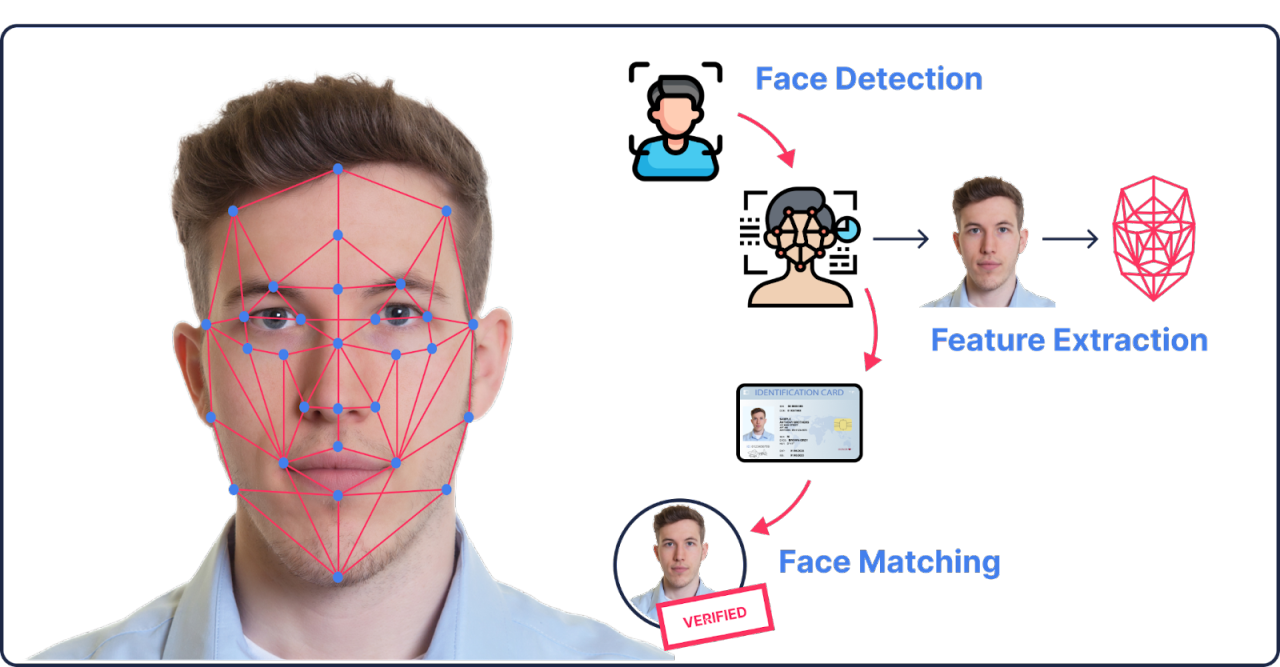 Face Detection
Feature Extraction
IDENTIFICATION CARD
Face Matching
VERIFIED